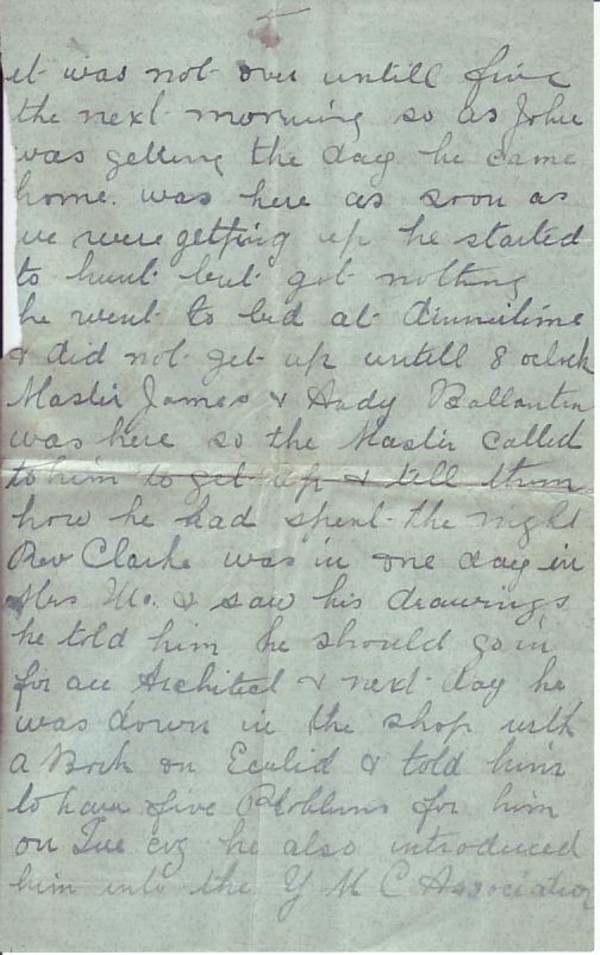 it was not over untill five
the next morning so as John
was getting the day he came
home. was here as soon as
we were getting up he started
to hunt but got nothing
he went to bed at dinnertime
& did not get up untill 8 oclock
Master James & Andy Ballantin
was here so the Master called
to him to get up & tell them
how he had spent the night
Rev Clarke was in one day in
Mrs Mc. & saw his drawings,
he told him he should go in
for an Architect & next day he
was down in the shop with
a Book on Euclid & told him
to have five Problems for him
on Tue evg he also introduced
him into the Y M C Association